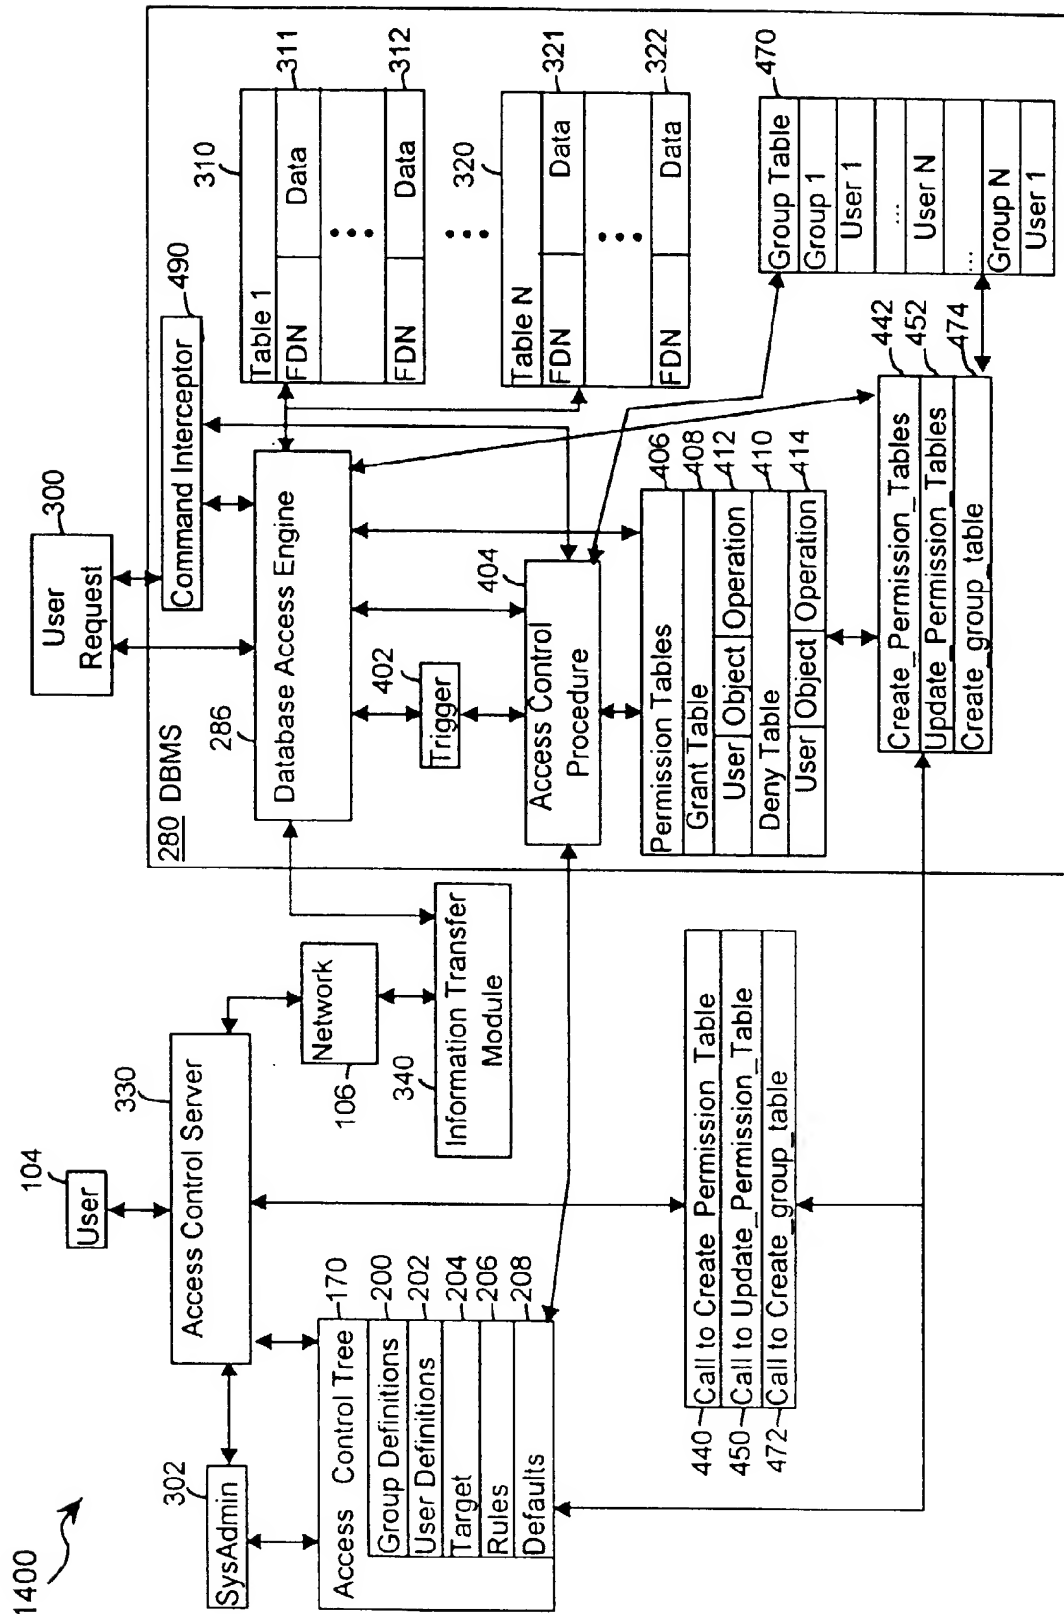 1400
SysAdmin
302
User
104
Access Control Server
330
Access Control Tree
170
Group Definitions
200
User Definitions
202
Target
204
Rules
206
Defaults
208
Network
106
Information Transfer
Module
340
440
Call to Create_Permission_Table
450
Call to Update_Permission_Table
472
Call to Create_group_table
User
Request
300
280 DBMS
286
Command Interceptor
490
Database Access Engine
Trigger
402
Access Control
Procedure
404
Table 1
310
FDN
Data
311
FDN
Data
312
Table N
320
FDN
Data
321
FDN
Data
322
Permission Tables
406
Grant Table
408
User
Object
Operation
412
Deny Table
410
User
Object
Operation
414
Create_Permission_Tables
442
Update_Permission_Tables
452
Create_group_table
474
Group Table
470
Group 1
User 1
...
User N
...
Group N
User 1